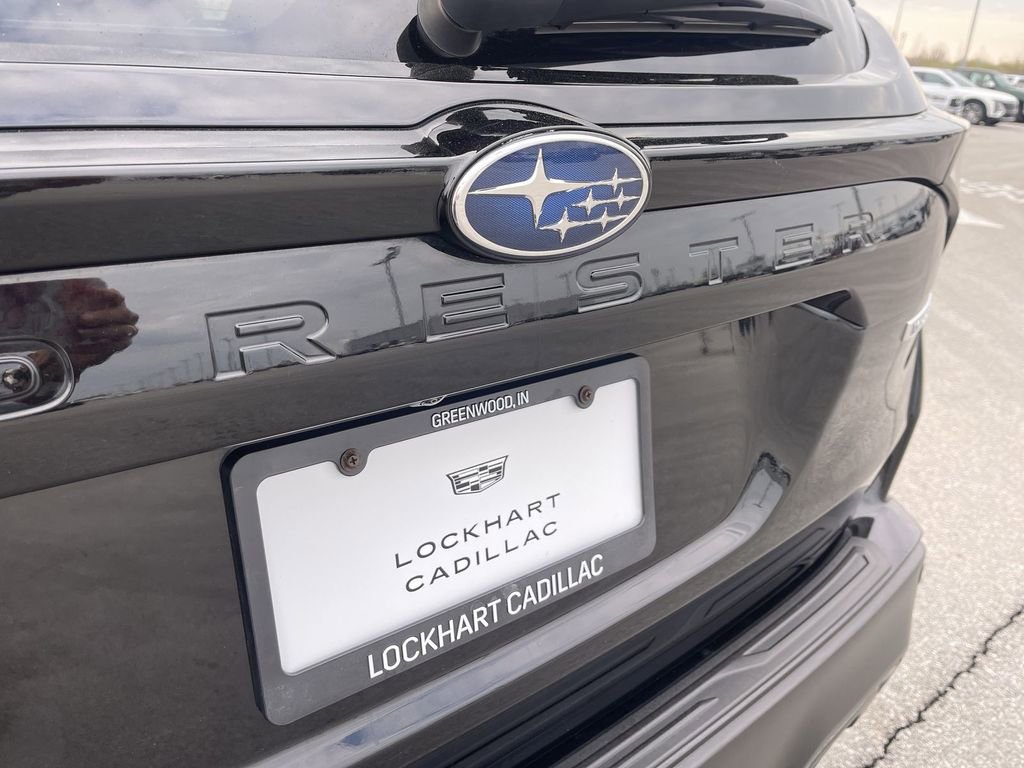 RESTER
GREENWOOD, IN
LOCKHART
CADILLAC
LOCKHART CADILLAC